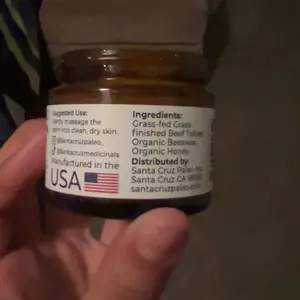 Suggested Use:
Gently massage the
balm into clean, dry skin.
@santacruzpaleo_
@santacruzmedicinals
Manufactured in the
USA
Ingredients:
Grass-fed Grass-
finished Beef Tallow,
Organic Beeswax,
Organic Honey
Distributed by:
Santa Cruz Paleo
Santa Cruz CA
santacruzpaleo.com